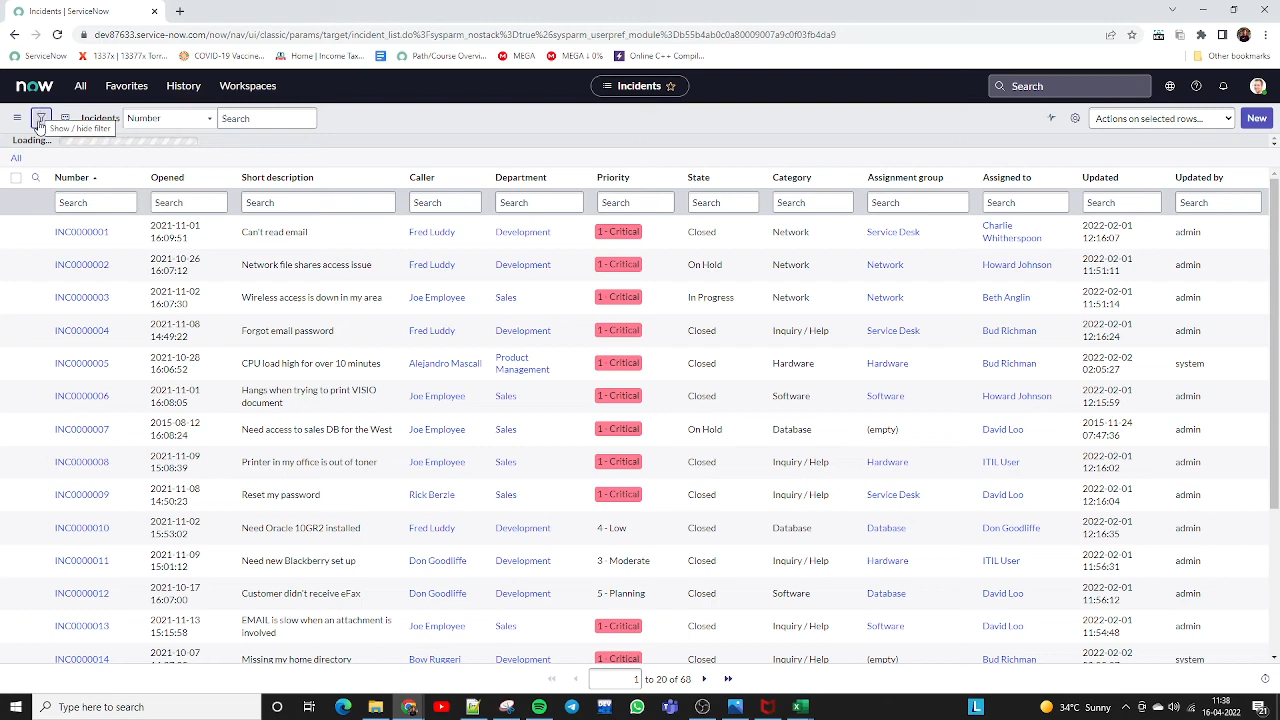 Incidents | ServiceNow
dev87633.service-now.com/now/nav/ui/classic/params/target/incident_list.do%3Fsysparm_nostack%3Dtrue%26sysparm_userpref_module%3Db55b4ab0c0a80009007a9c0f03fb4da9
ServiceNow 1337x | 13377x Torr... COVID-19 Vaccine... Home | Income Tax... Path/Course Overvi... MEGA MEGA ↓ 0% Online C++ Compil... Other bookmarks
now All Favorites History Workspaces Incidents Search
Incidents Number Search Actions on selected rows... New
Show / hide filter
Loading...
All
Number Opened Short description Caller Department Priority State Category Assignment group Assigned to Updated Updated by
Search Search Search Search Search Search Search Search Search Search Search Search
INC0000001 2021-11-01 16:09:51 Can't read email Fred Luddy Development 1 - Critical Closed Network Service Desk Charlie Whitherspoon 2022-02-01 12:16:07 admin
INC0000002 2021-10-26 16:07:12 Network file shares access issue Fred Luddy Development 1 - Critical On Hold Network Network Howard Johnson 2022-02-01 11:51:11 admin
INC0000003 2021-11-02 16:07:30 Wireless access is down in my area Joe Employee Sales 1 - Critical In Progress Network Network Beth Anglin 2022-02-01 11:51:14 admin
INC0000004 2021-11-08 14:49:22 Forgot email password Fred Luddy Development 1 - Critical Closed Inquiry / Help Service Desk Bud Richman 2022-02-01 12:16:24 admin
INC0000005 2021-10-28 16:06:52 CPU load high for over 10 minutes Alejandro Mascall Product Management 1 - Critical Closed Hardware Hardware Bud Richman 2022-02-02 02:05:27 system
INC0000006 2021-11-01 16:08:05 Hangs when trying to print VISIO document Joe Employee Sales 1 - Critical Closed Software Software Howard Johnson 2022-02-01 12:15:59 admin
INC0000007 2015-08-12 16:08:24 Need access to sales DB for the West Joe Employee Sales 1 - Critical On Hold Database (empty) David Loo 2015-11-24 07:47:36 admin
INC0000008 2021-11-09 15:08:39 Printer in my office is out of toner Joe Employee Sales 1 - Critical Closed Inquiry / Help Hardware ITIL User 2022-02-01 12:16:02 admin
INC0000009 2021-11-08 14:50:23 Reset my password Rick Berzle Sales 1 - Critical Closed Inquiry / Help Service Desk David Loo 2022-02-01 12:16:04 admin
INC0000010 2021-11-02 15:53:02 Need Oracle 10GR2 installed Fred Luddy Development 4 - Low Closed Database Database Don Goodliffe 2022-02-01 12:16:35 admin
INC0000011 2021-11-09 15:01:12 Need new Blackberry set up Don Goodliffe Development 3 - Moderate Closed Inquiry / Help Hardware ITIL User 2022-02-01 11:56:31 admin
INC0000012 2021-10-17 16:07:00 Customer didn't receive eFax Don Goodliffe Development 5 - Planning Closed Software Database David Loo 2022-02-01 11:56:12 admin
INC0000013 2021-11-13 15:15:58 EMAIL is slow when an attachment is involved Joe Employee Sales 1 - Critical Closed Inquiry / Help Software David Loo 2022-02-01 11:54:48 admin
INC0000014 2021-10-07 Missing my home directory Bow Ruggeri Sales 1 - Critical Closed Inquiry / Help (empty) Bud Richman 2022-02-02 system
1 to 20 of 68
Type here to search 34°C Sunny 11:38
16-04-2022